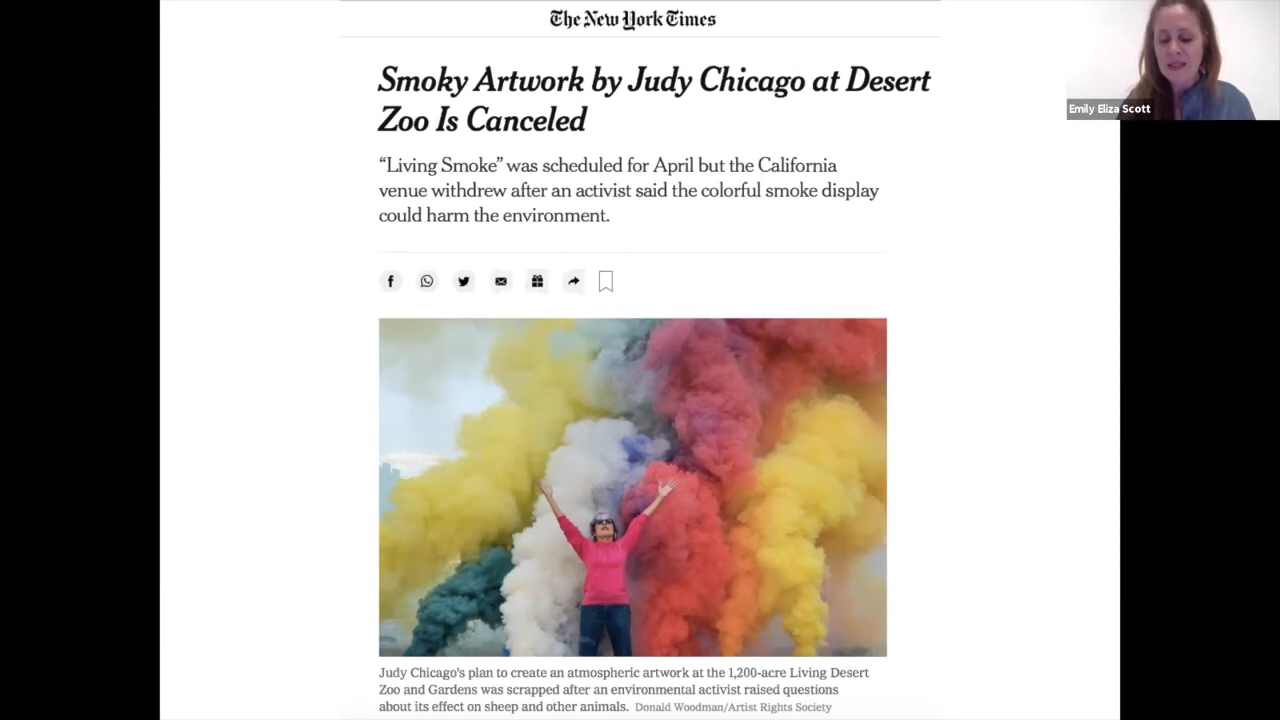 The New York Times
Smoky Artwork by Judy Chicago at Desert
Zoo Is Canceled
“Living Smoke” was scheduled for April but the California
venue withdrew after an activist said the colorful smoke display
could harm the environment.
Judy Chicago's plan to create an atmospheric artwork at the 1,200-acre Living Desert
Zoo and Gardens was scrapped after an environmental activist raised questions
about its effect on sheep and other animals. Donald Woodman/Artist Rights Society
Emily Eliza Scott